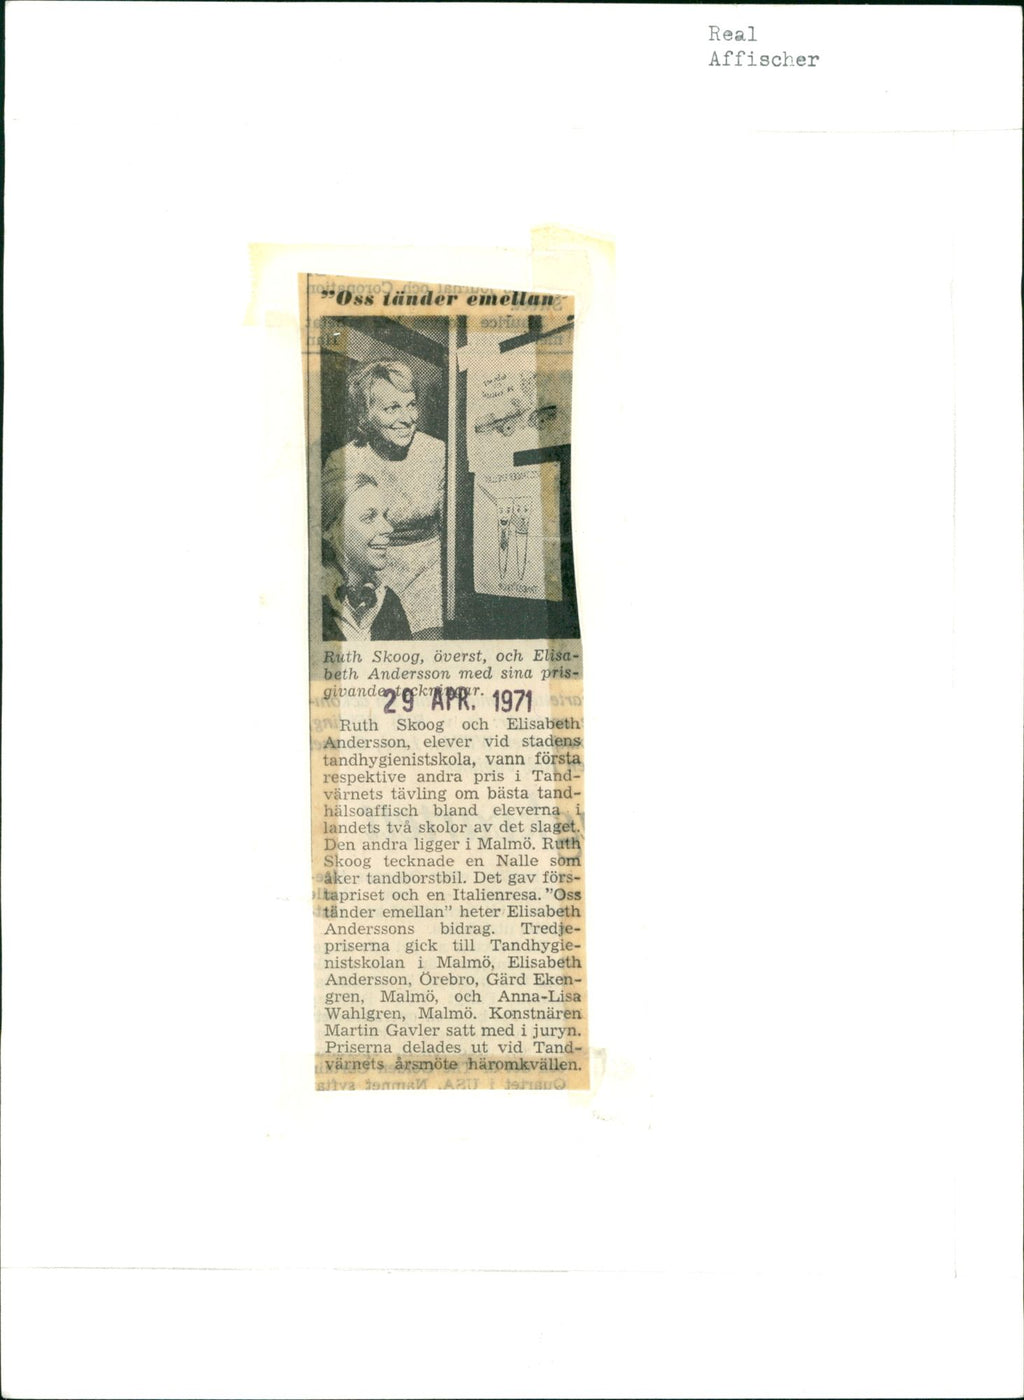 Real
Affischer
"Oss tänder emellan"
Ruth Skoog, överst, och Elisa-
beth Andersson med sina pris-
givande teckningar.
29 APR. 1971
Ruth Skoog och Elisabeth
Andersson, elever vid stadens
tandhygienistskola, vann första
respektive andra pris i Tand-
värnets tävling om bästa tand-
hälsoaffisch bland eleverna i
landets två skolor av det slaget.
Den andra ligger i Malmö. Ruth
Skoog tecknade en Nalle som
åker tandborstbil. Det gav förs-
tapriset och en Italienresa. "Oss
tänder emellan" heter Elisabeth
Anderssons bidrag. Tredje-
priserna gick till Tandhygie-
nistskolan i Malmö, Elisabeth
Andersson, Örebro, Gärd Eken-
gren, Malmö, och Anna-Lisa
Wahlgren, Malmö. Konstnären
Martin Gavler satt med i juryn.
Priserna delades ut vid Tand-
värnets årsmöte häromkvällen.